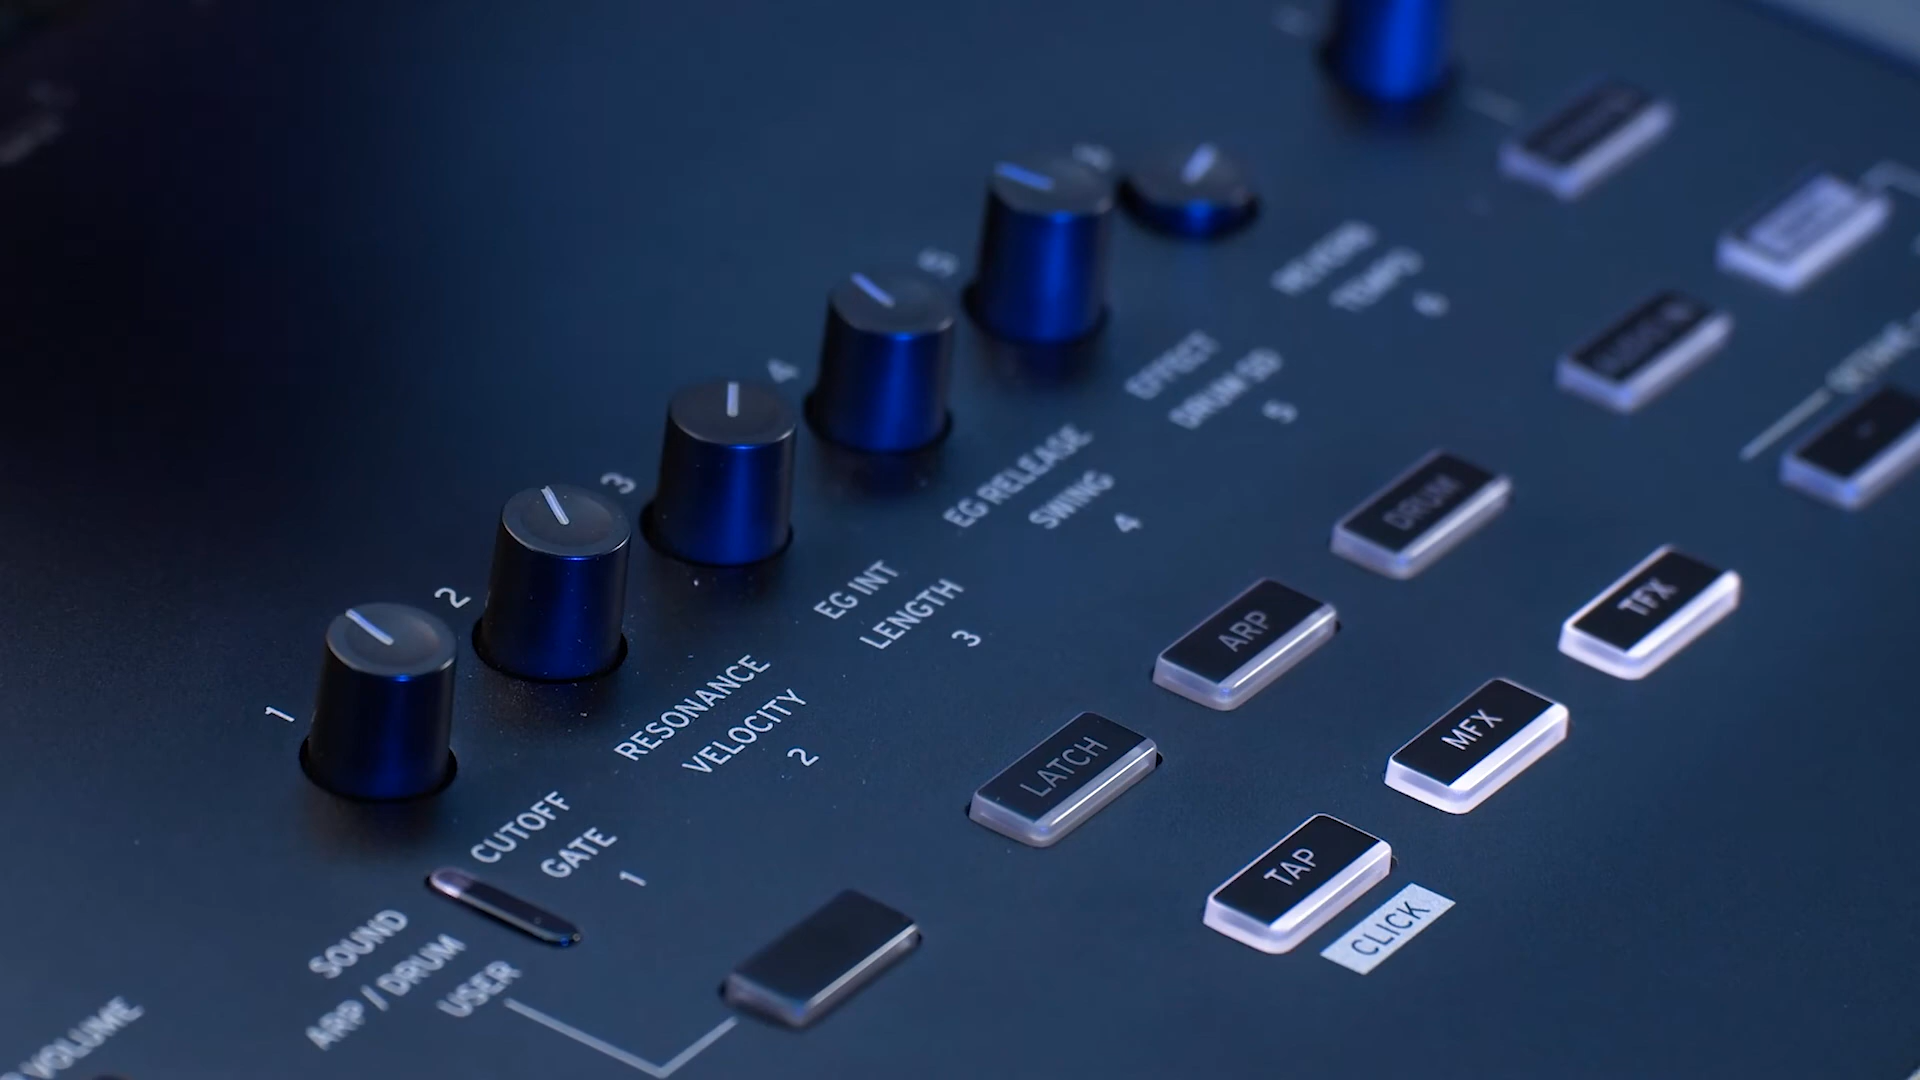 1
2
3
4
5
CUTOFF
GATE
1
RESONANCE
VELOCITY
2
EG INT
LENGTH
3
EG RELEASE
SWING
4
EFFECT
DRUM SD
5
REVERB
TEMPO
6
SOUND
ARP / DRUM
USER
VOLUME
LATCH
ARP
DRUM
TAP
MFX
TFX
CLICK